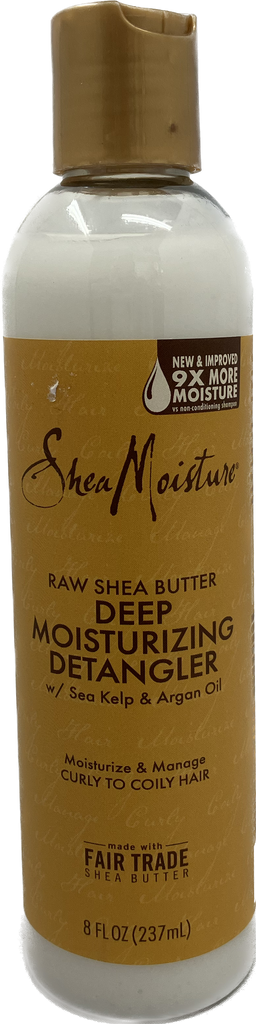 NEW & IMPROVED
9X MORE
MOISTURE
vs non-conditioning shampoo
SheaMoisture®
RAW SHEA BUTTER
DEEP
MOISTURIZING
DETANGLER
w/ Sea Kelp & Argan Oil
Moisturize & Manage
CURLY TO COILY HAIR
made with
FAIR TRADE
SHEA BUTTER
8 FL OZ (237mL)